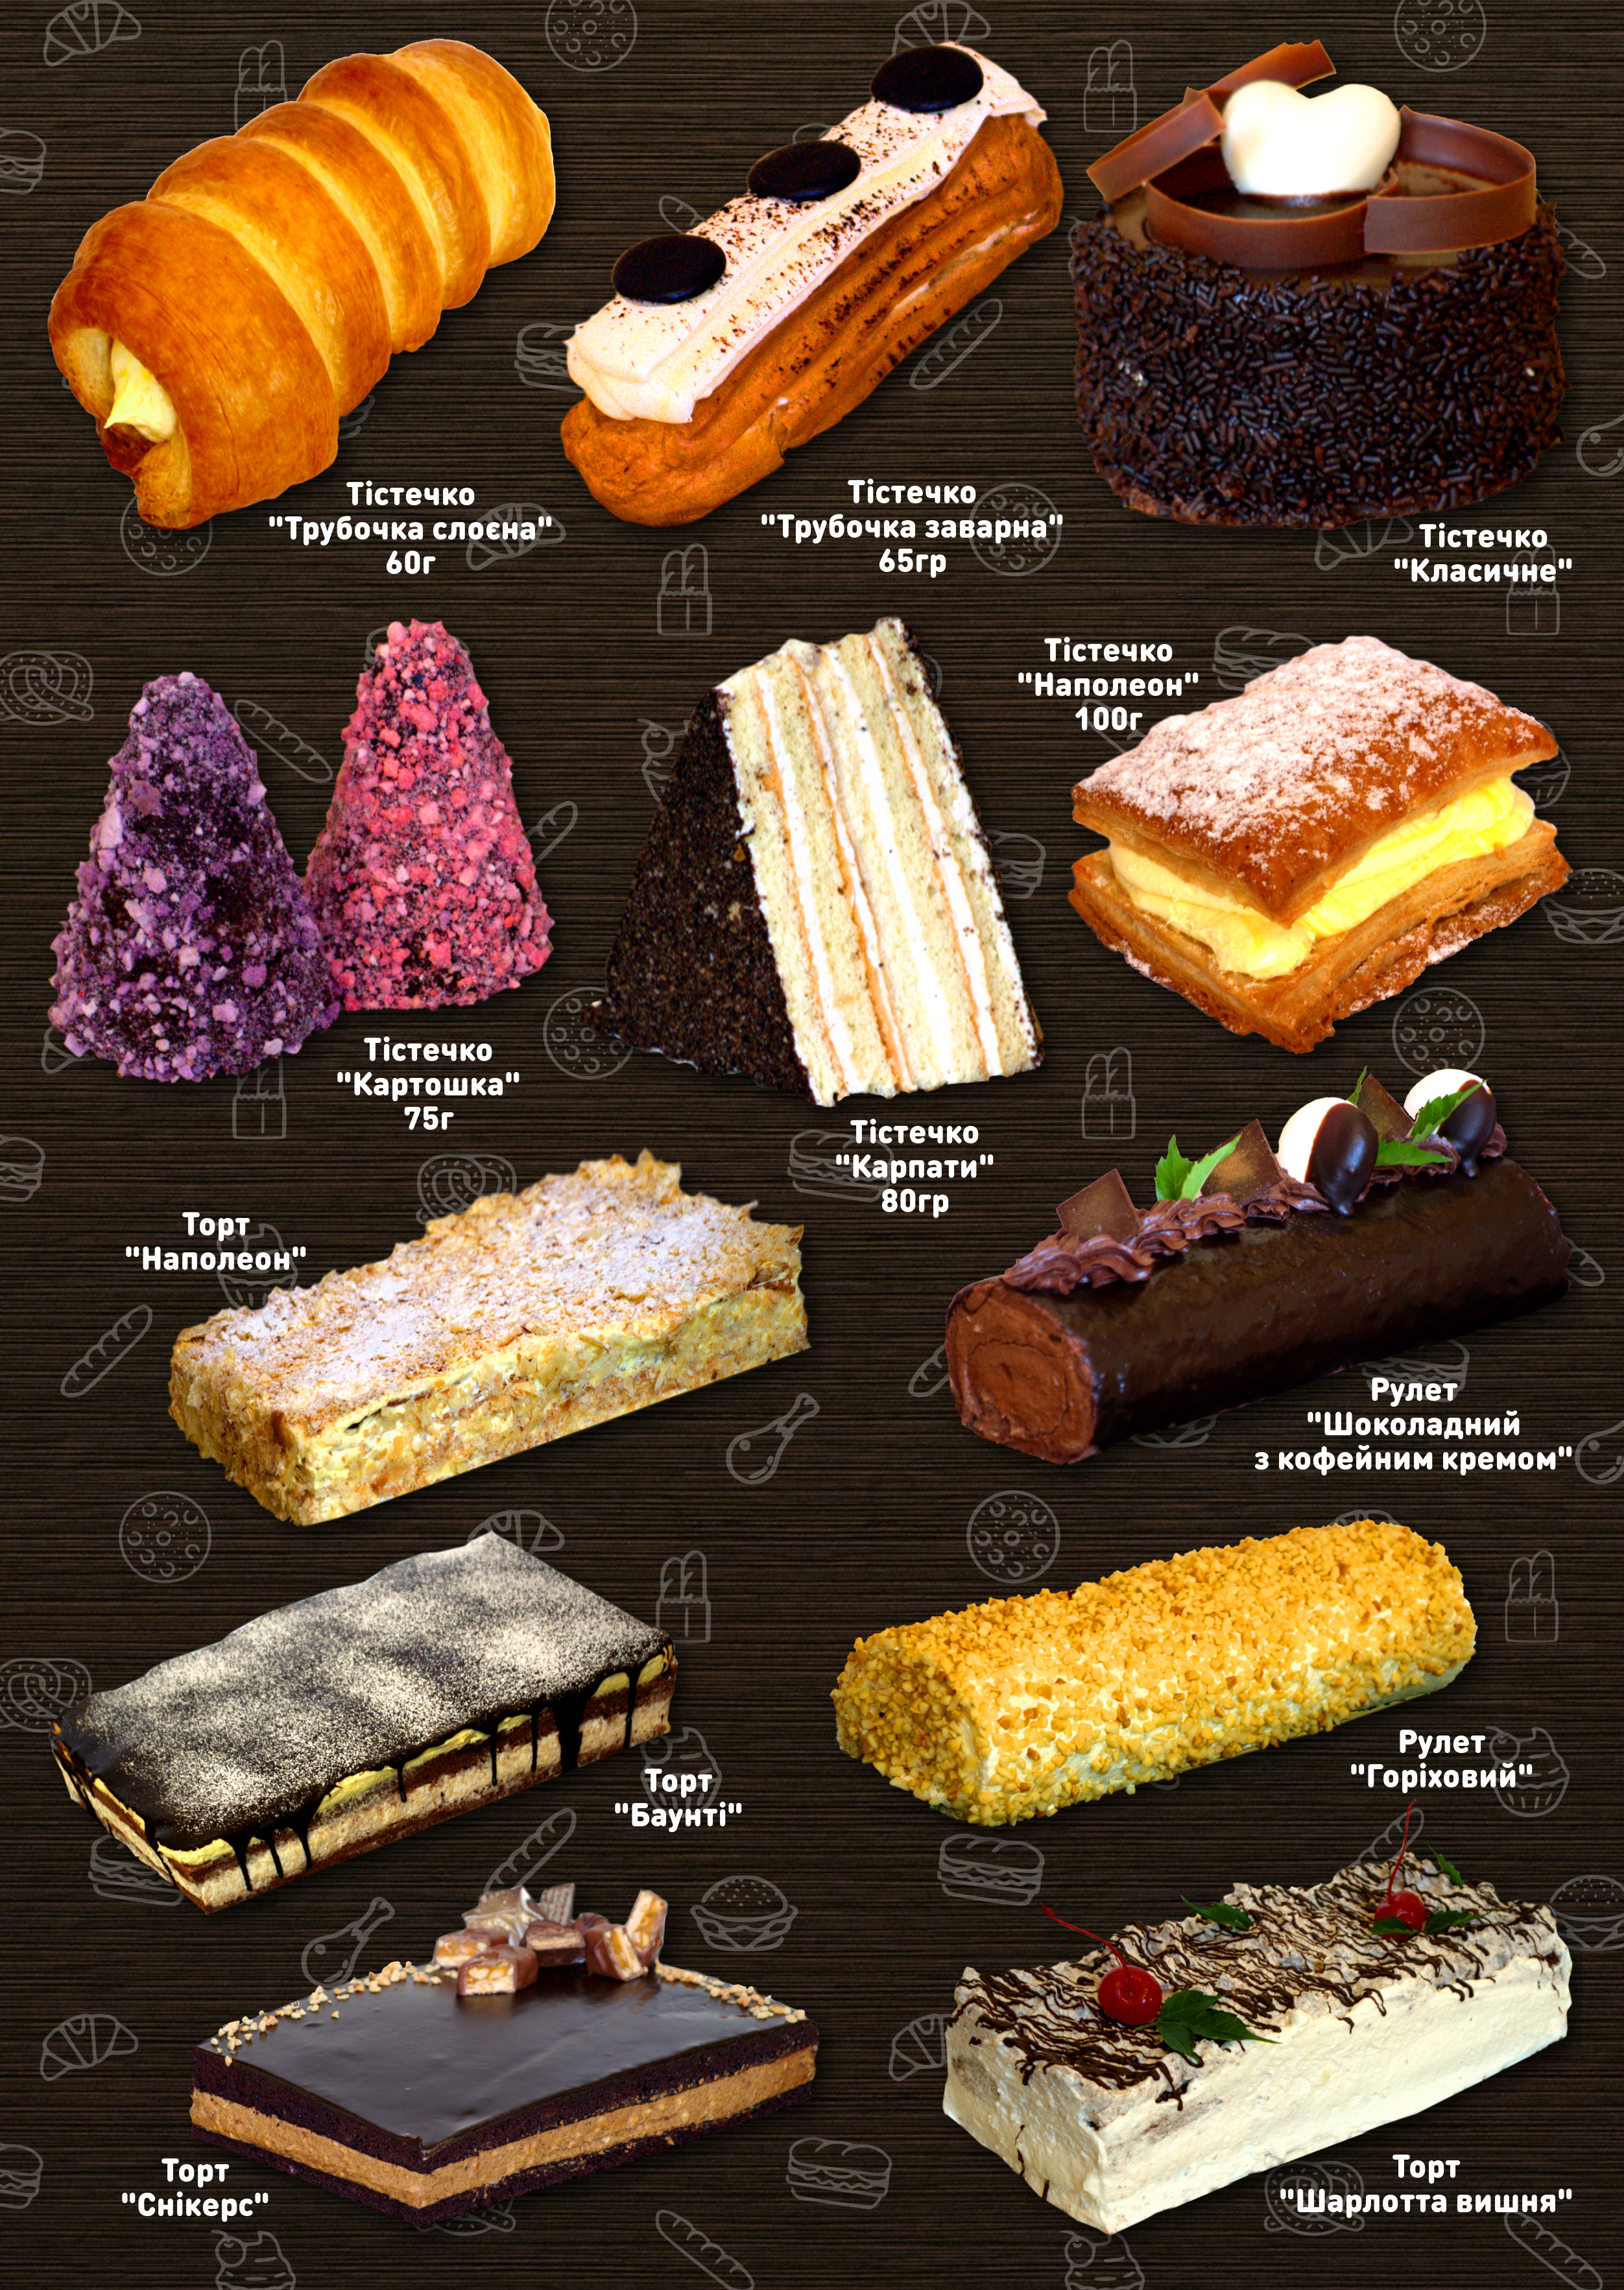 Тістечко
"Трубочка слоєна"
60г
Тістечко
"Трубочка заварна"
65гр
Тістечко
"Класичне"
Тістечко
"Картошка"
75г
Тістечко
"Карпати"
80гр
Тістечко
"Наполеон"
100г
Торт
"Наполеон"
Рулет
"Шоколадний
з кофейним кремом"
Торт
"Баунті"
Рулет
"Горіховий"
Торт
"Снікерс"
Торт
"Шарлотта вишня"